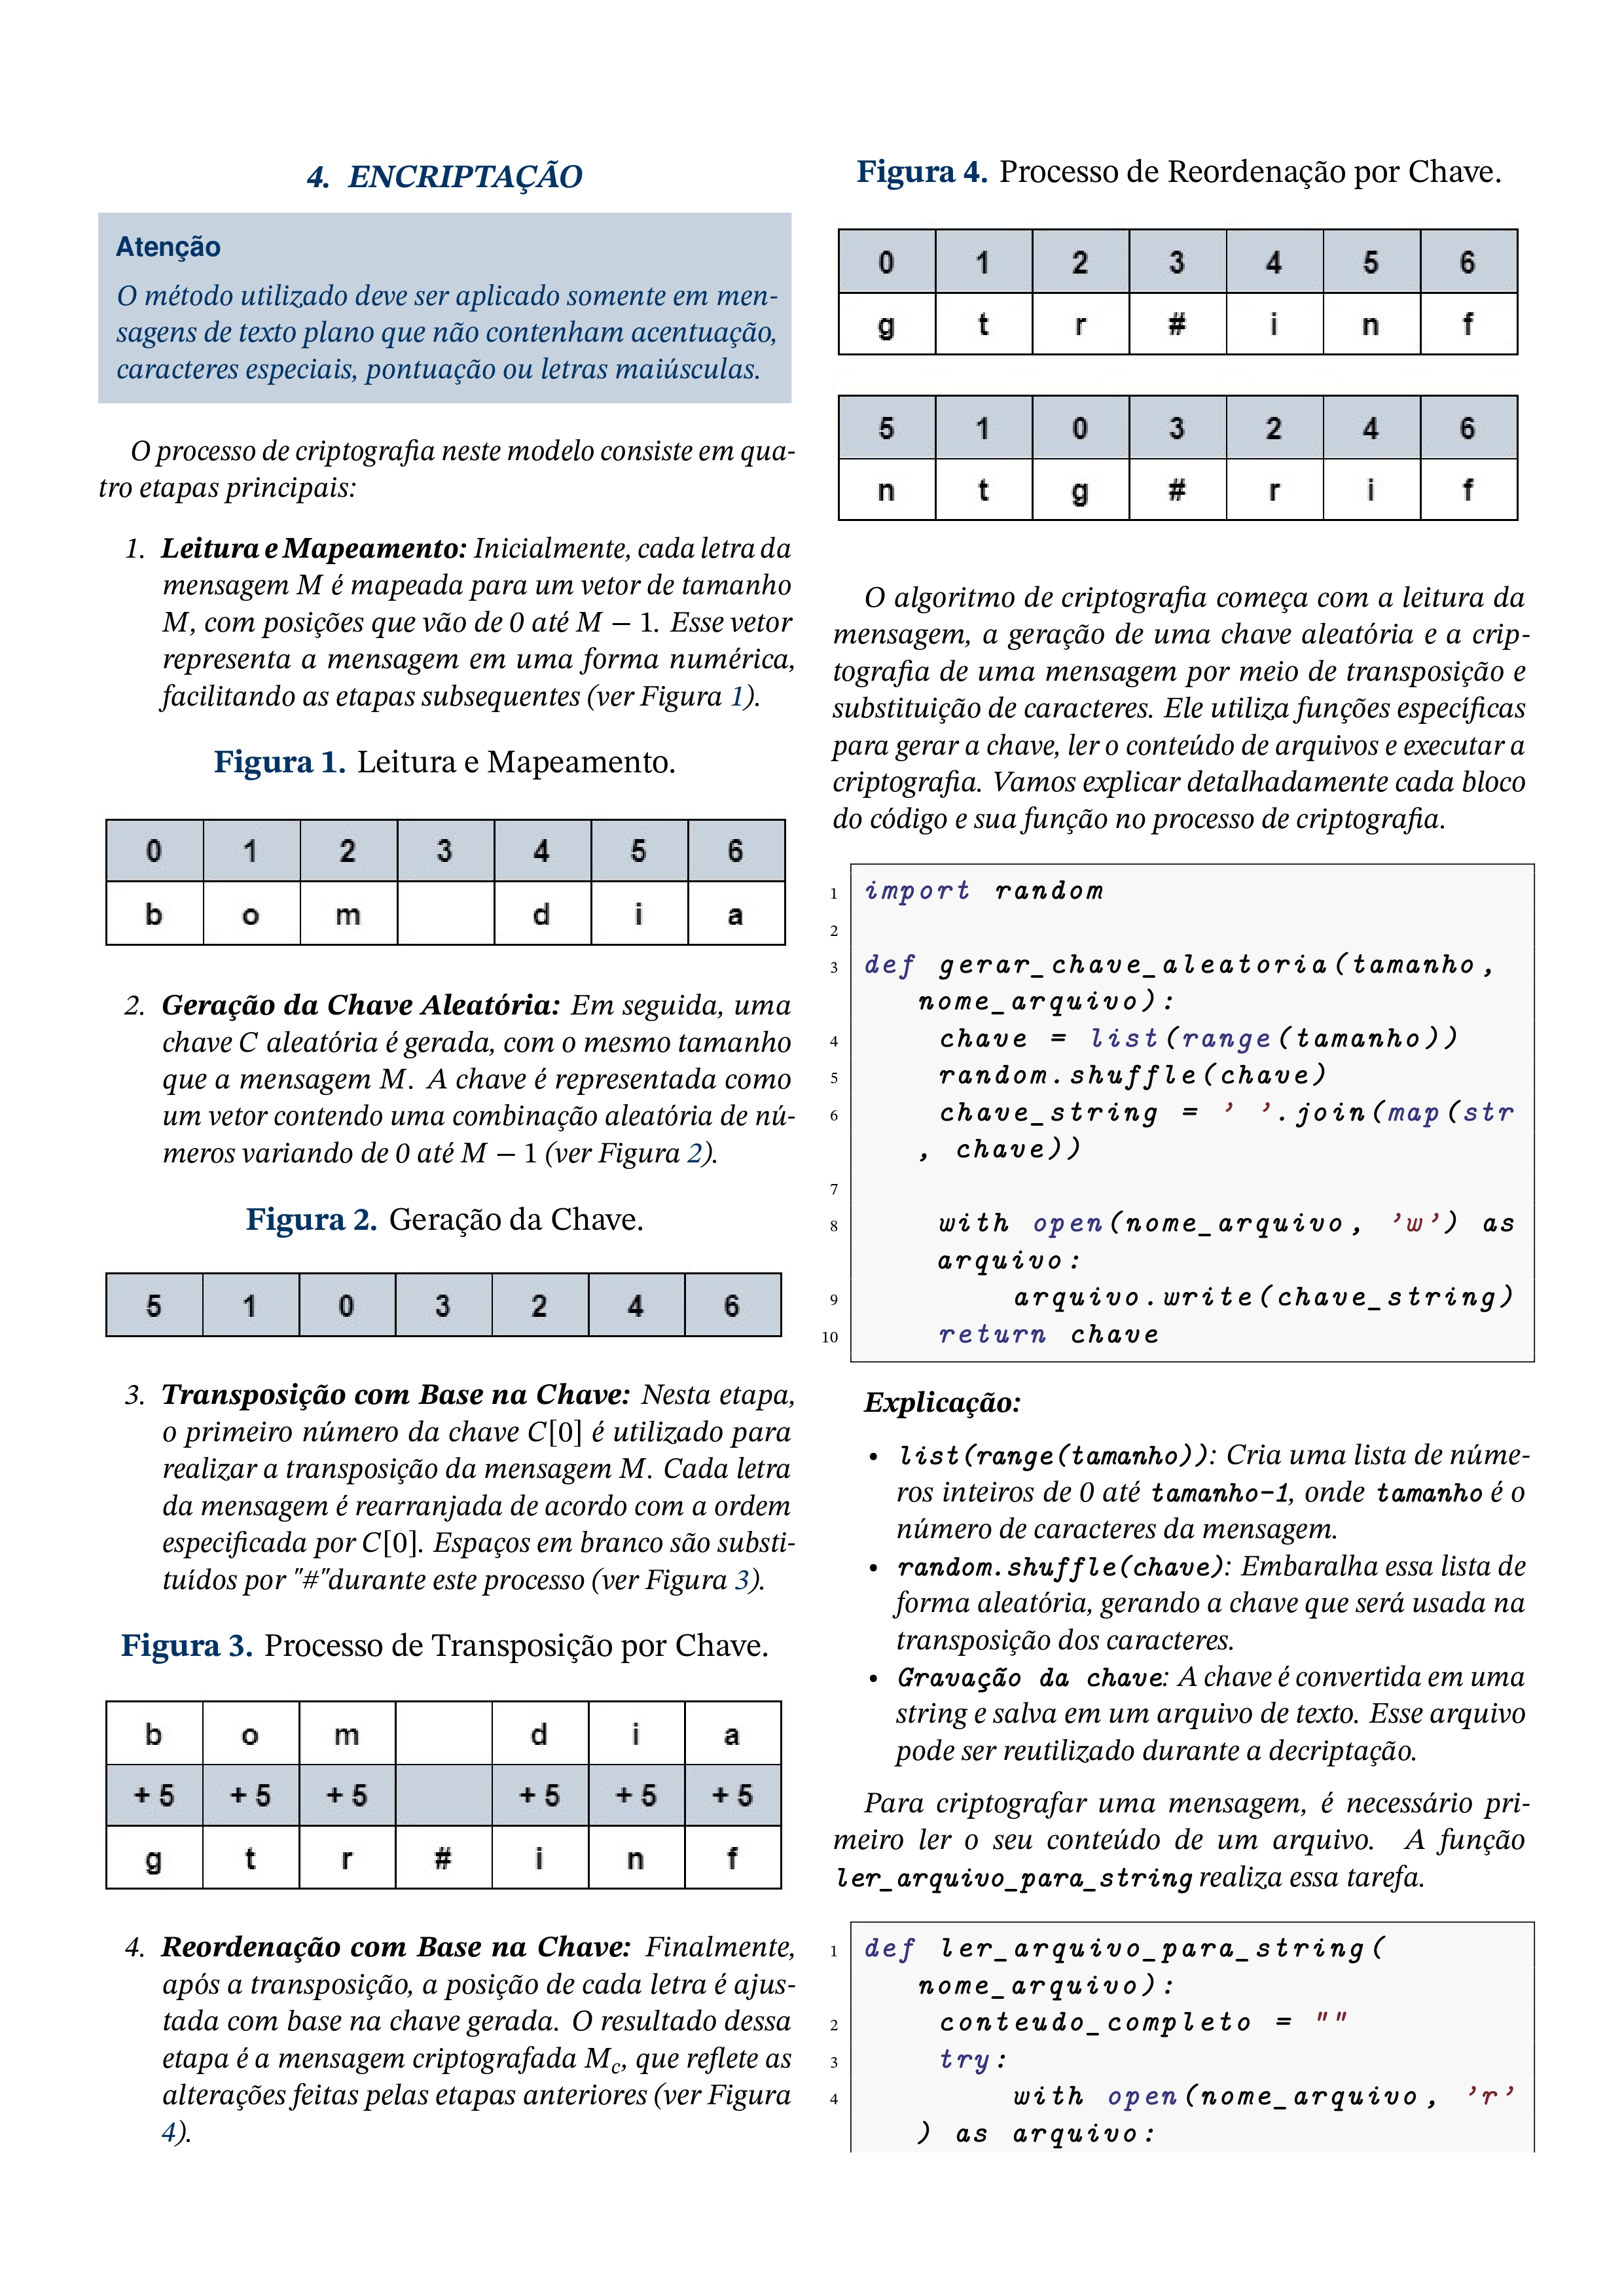 4. ENCRIPTAÇÃO
Atenção
O método utilizado deve ser aplicado somente em men-
sagens de texto plano que não contenham acentuação,
caracteres especiais, pontuação ou letras maiúsculas.
O processo de criptografia neste modelo consiste em qua-
tro etapas principais:
1. Leitura e Mapeamento: Inicialmente, cada letra da
mensagem M é mapeada para um vetor de tamanho
M, com posições que vão de 0 até M − 1. Esse vetor
representa a mensagem em uma forma numérica,
facilitando as etapas subsequentes (ver Figura 1).
Figura 1. Leitura e Mapeamento.
0 1 2 3 4 5 6
b o m d i a
2. Geração da Chave Aleatória: Em seguida, uma
chave C aleatória é gerada, com o mesmo tamanho
que a mensagem M. A chave é representada como
um vetor contendo uma combinação aleatória de nú-
meros variando de 0 até M − 1 (ver Figura 2).
Figura 2. Geração da Chave.
5 1 0 3 2 4 6
3. Transposição com Base na Chave: Nesta etapa,
o primeiro número da chave C[0] é utilizado para
realizar a transposição da mensagem M. Cada letra
da mensagem é rearranjada de acordo com a ordem
especificada por C[0]. Espaços em branco são substi-
tuídos por "#"durante este processo (ver Figura 3).
Figura 3. Processo de Transposição por Chave.
b o m d i a
+ 5 + 5 + 5 + 5 + 5 + 5
g t r # i n f
4. Reordenação com Base na Chave: Finalmente,
após a transposição, a posição de cada letra é ajus-
tada com base na chave gerada. O resultado dessa
etapa é a mensagem criptografada Mc, que reflete as
alterações feitas pelas etapas anteriores (ver Figura
4).
Figura 4. Processo de Reordenação por Chave.
0 1 2 3 4 5 6
g t r # i n f
5 1 0 3 2 4 6
n t g # r i f
O algoritmo de criptografia começa com a leitura da
mensagem, a geração de uma chave aleatória e a crip-
tografia de uma mensagem por meio de transposição e
substituição de caracteres. Ele utiliza funções específicas
para gerar a chave, ler o conteúdo de arquivos e executar a
criptografia. Vamos explicar detalhadamente cada bloco
do código e sua função no processo de criptografia.
1 import random
2
3 def gerar_chave_aleatoria(tamanho,
nome_arquivo):
4 chave = list(range(tamanho))
5 random.shuffle(chave)
6 chave_string = ' '.join(map(str
, chave))
7
8 with open(nome_arquivo, 'w') as
arquivo:
9 arquivo.write(chave_string)
10 return chave
Explicação:
• list(range(tamanho)): Cria uma lista de núme-
ros inteiros de 0 até tamanho-1, onde tamanho é o
número de caracteres da mensagem.
• random.shuffle(chave): Embaralha essa lista de
forma aleatória, gerando a chave que será usada na
transposição dos caracteres.
• Gravação da chave: A chave é convertida em uma
string e salva em um arquivo de texto. Esse arquivo
pode ser reutilizado durante a decriptação.
Para criptografar uma mensagem, é necessário pri-
meiro ler o seu conteúdo de um arquivo. A função
ler_arquivo_para_string realiza essa tarefa.
1 def ler_arquivo_para_string(
nome_arquivo):
2 conteudo_completo = ""
3 try:
4 with open(nome_arquivo, 'r'
) as arquivo: